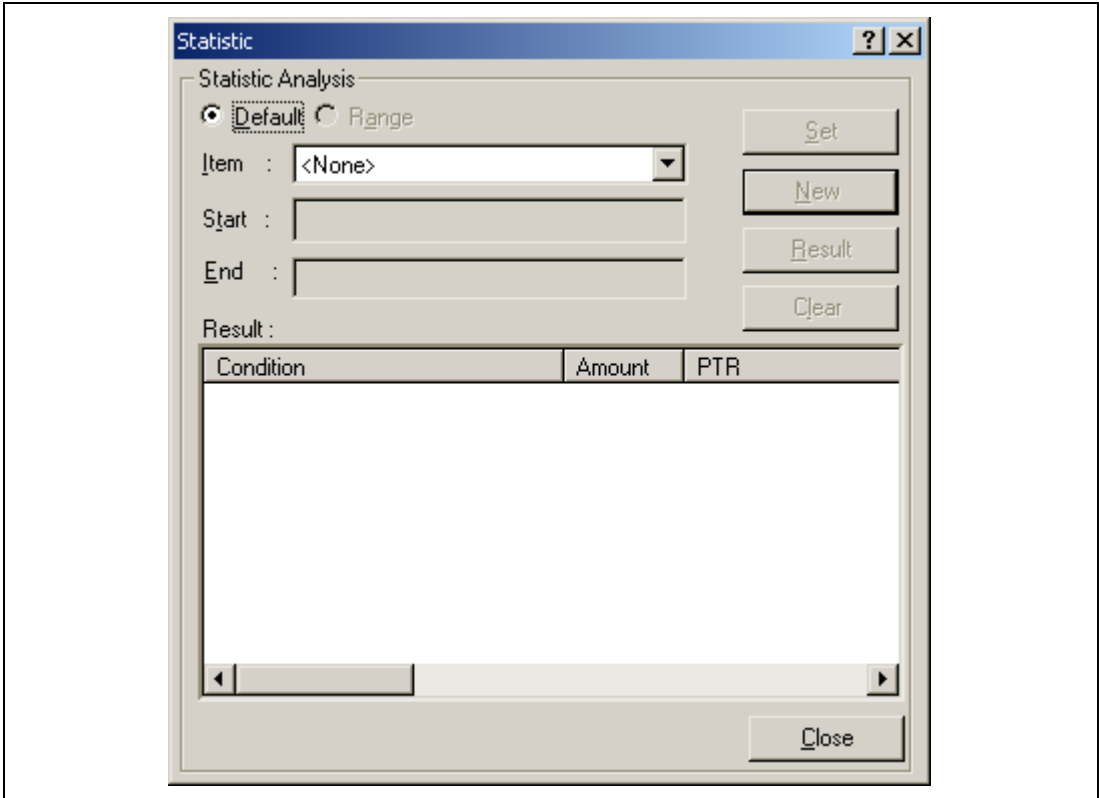 Statistic
Statistic Analysis
Default Range
Set
Item : <None>
New
Start :
Result
End :
Clear
Result :
Condition Amount PTR
Close